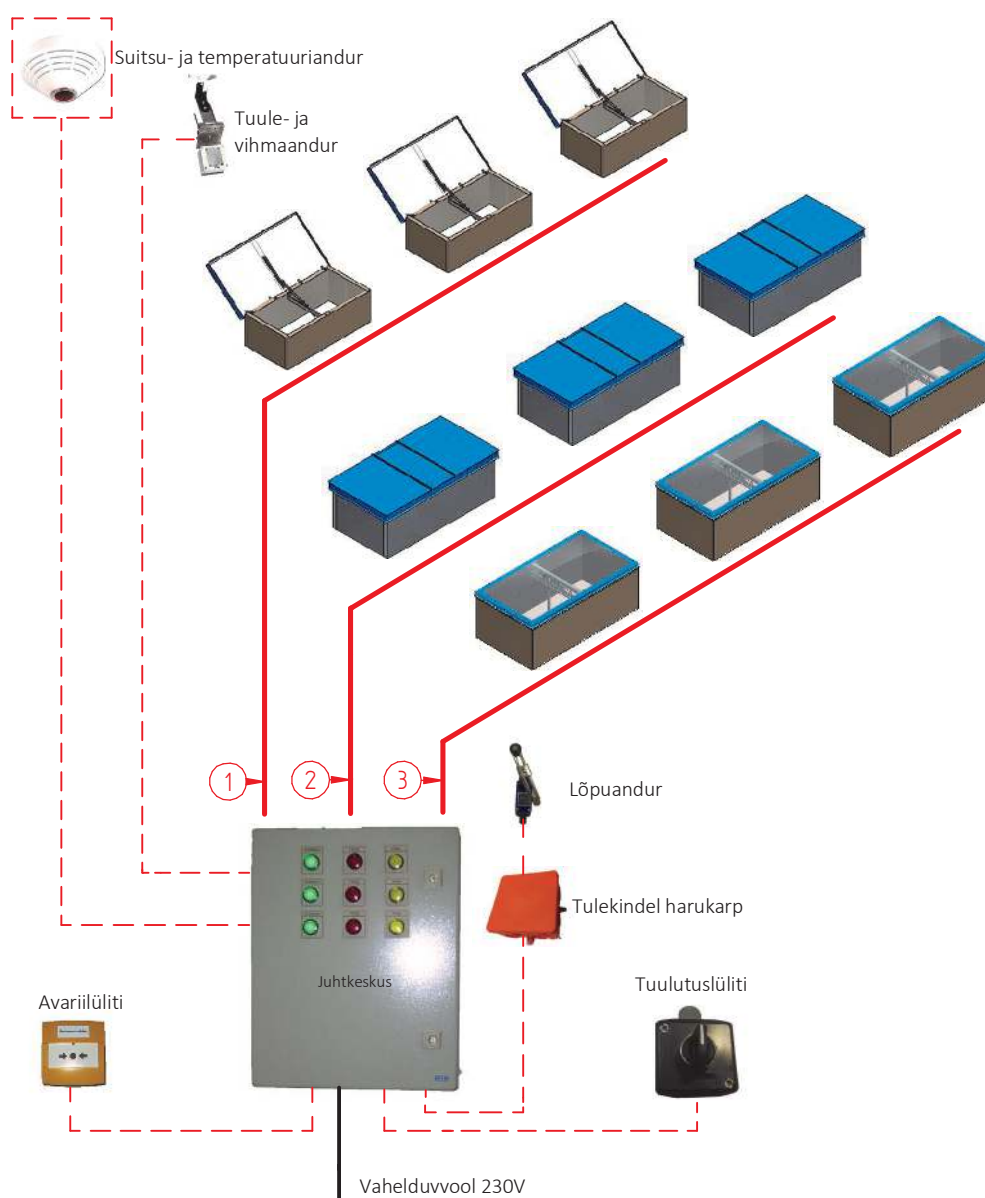 Suitsu- ja temperatuuriandur
Tuule- ja
vihmaandur
1
2
3
Lõpuandur
Tulekindel harukarp
Juhtkeskus
Avariilüliti
Tuulutuslüliti
Vahelduvvool 230V